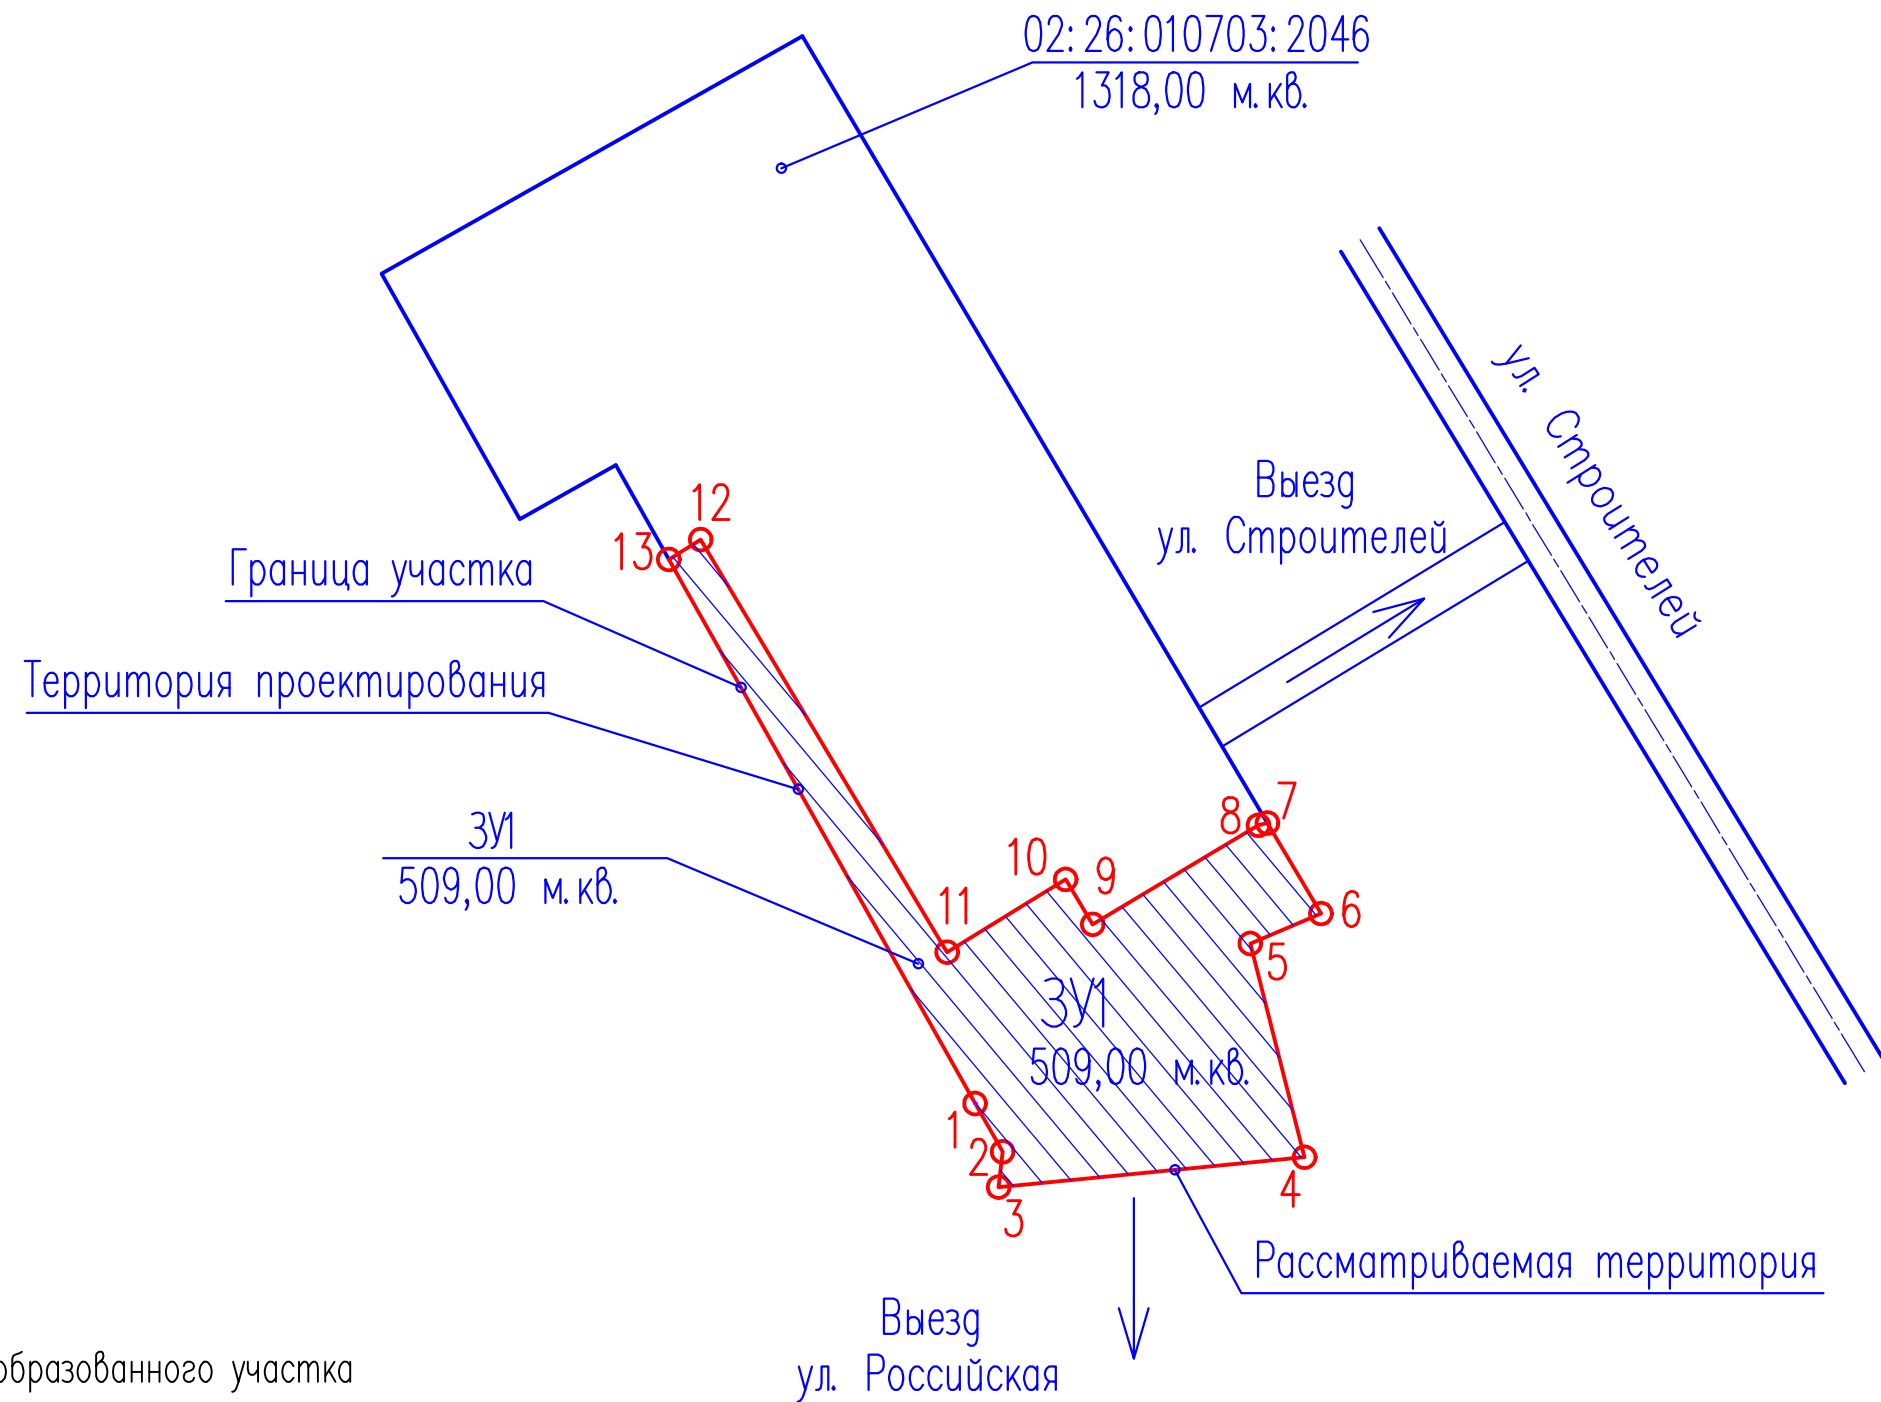 02:26:010703:2046
1318,00 м.кв.
ул. Строителей
Выезд
ул. Строителей
12
13
Граница участка
Территория проектирования
7
8
ЗУ1
509,00 м.кв.
10
9
11
6
5
ЗУ1
509,00 м.кв.
1
2
3
4
Рассматриваемая территория
Выезд
ул. Российская
образованного участка